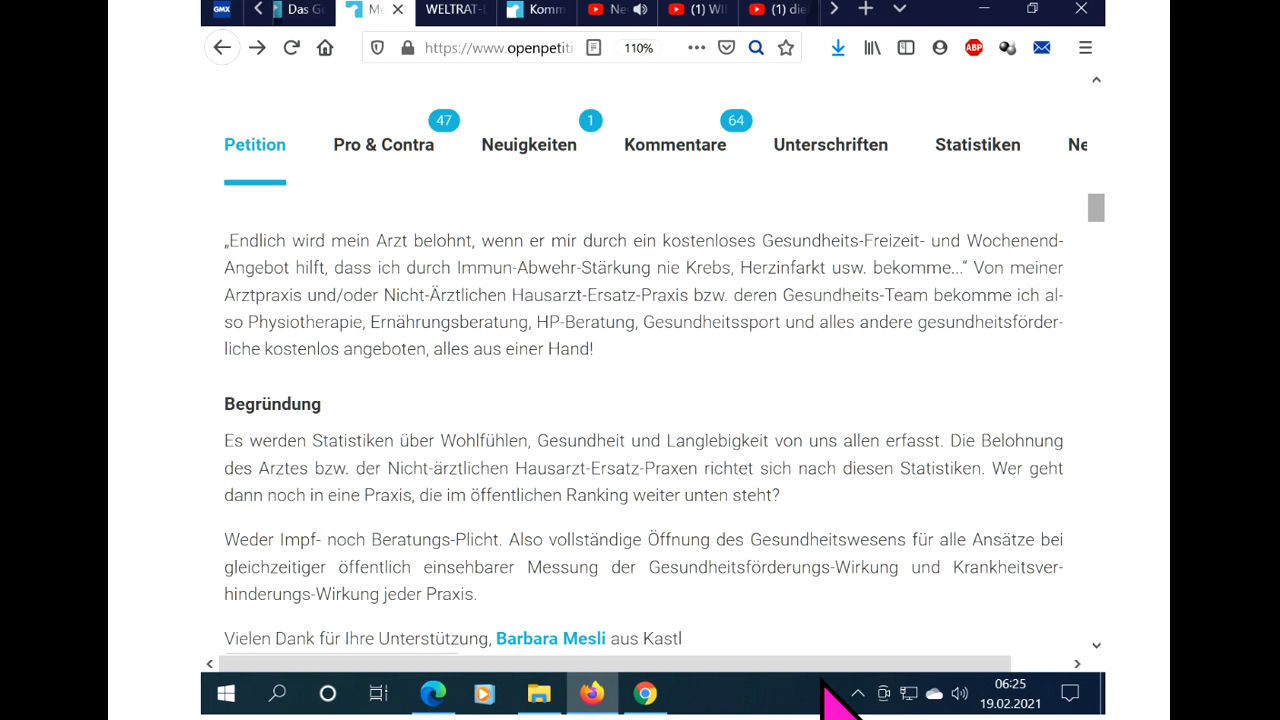 GMX
Das G
M
WELTRAT-
Komm
Ne
(1) WI
(1) die
https://www.openpetiti
110%
ABP
47
1
64
Petition
Pro & Contra
Neuigkeiten
Kommentare
Unterschriften
Statistiken
Ne
„Endlich wird mein Arzt belohnt, wenn er mir durch ein kostenloses Gesundheits-Freizeit- und Wochenend-
Angebot hilft, dass ich durch Immun-Abwehr-Stärkung nie Krebs, Herzinfarkt usw. bekomme...“ Von meiner
Arztpraxis und/oder Nicht-Ärztlichen Hausarzt-Ersatz-Praxis bzw. deren Gesundheits-Team bekomme ich al-
so Physiotherapie, Ernährungsberatung, HP-Beratung, Gesundheitssport und alles andere gesundheitsförder-
liche kostenlos angeboten, alles aus einer Hand!
Begründung
Es werden Statistiken über Wohlfühlen, Gesundheit und Langlebigkeit von uns allen erfasst. Die Belohnung
des Arztes bzw. der Nicht-ärztlichen Hausarzt-Ersatz-Praxen richtet sich nach diesen Statistiken. Wer geht
dann noch in eine Praxis, die im öffentlichen Ranking weiter unten steht?
Weder Impf- noch Beratungs-Plicht. Also vollständige Öffnung des Gesundheitswesens für alle Ansätze bei
gleichzeitiger öffentlich einsehbarer Messung der Gesundheitsförderungs-Wirkung und Krankheitsver-
hinderungs-Wirkung jeder Praxis.
Vielen Dank für Ihre Unterstützung, Barbara Mesli aus Kastl
06:25
19.02.2021